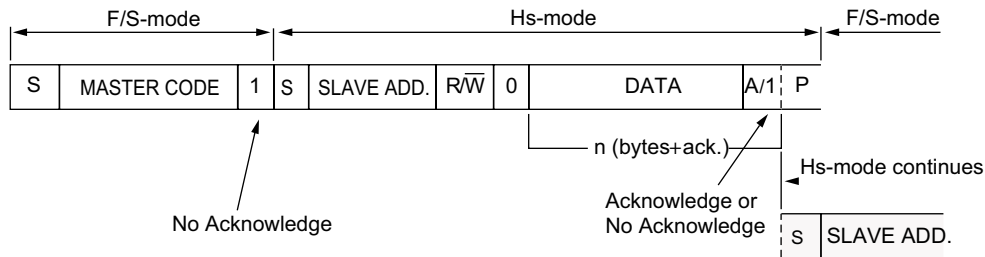 F/S-mode Hs-mode F/S-mode
S MASTER CODE 1 S SLAVE ADD. R/W̅ 0 DATA A/1 P
n (bytes+ack.)
Hs-mode continues
No Acknowledge
Acknowledge or
No Acknowledge
S SLAVE ADD.